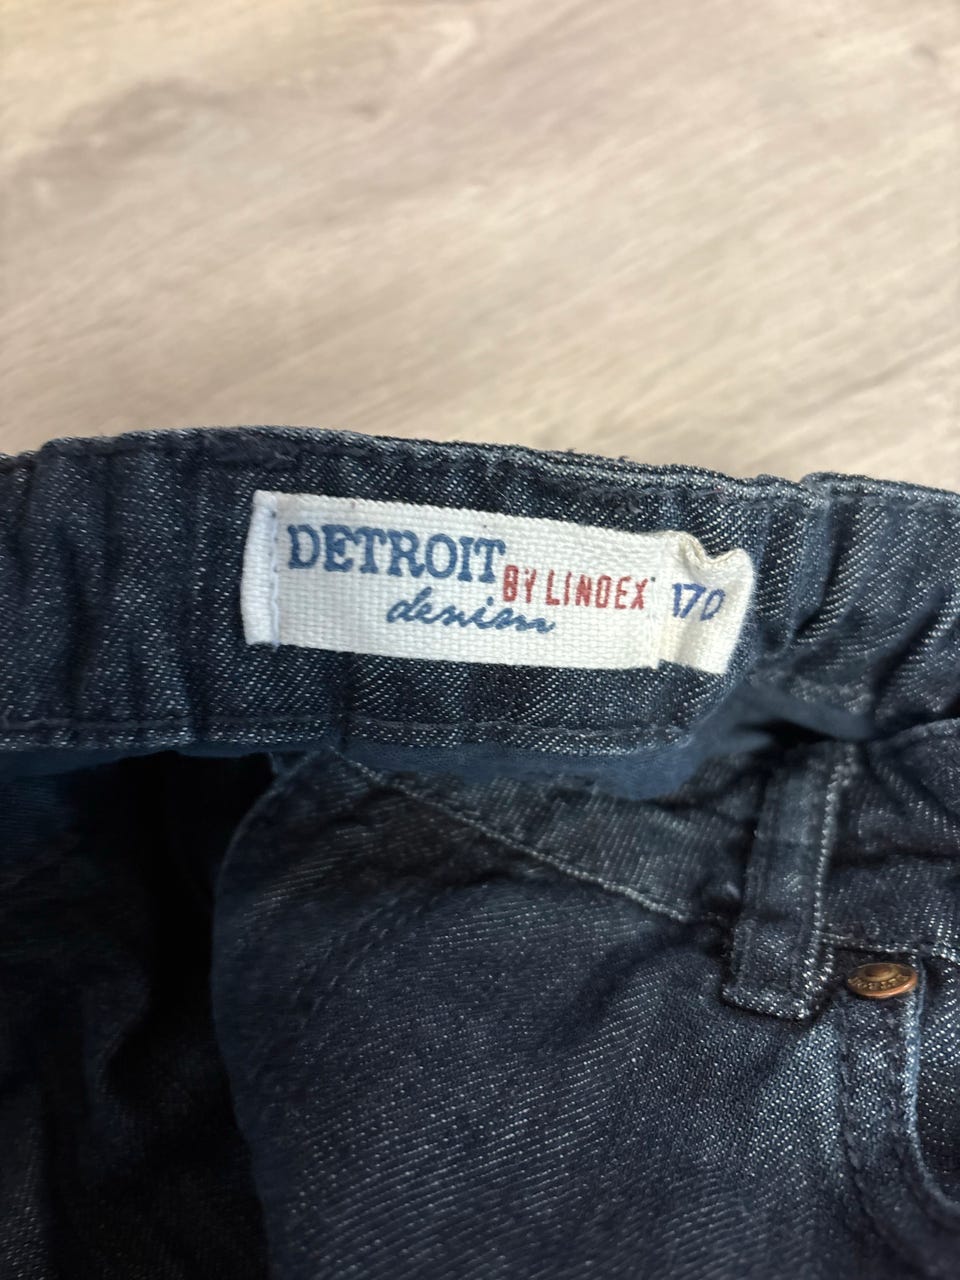 DETROIT
BY LINDEX
denim
170